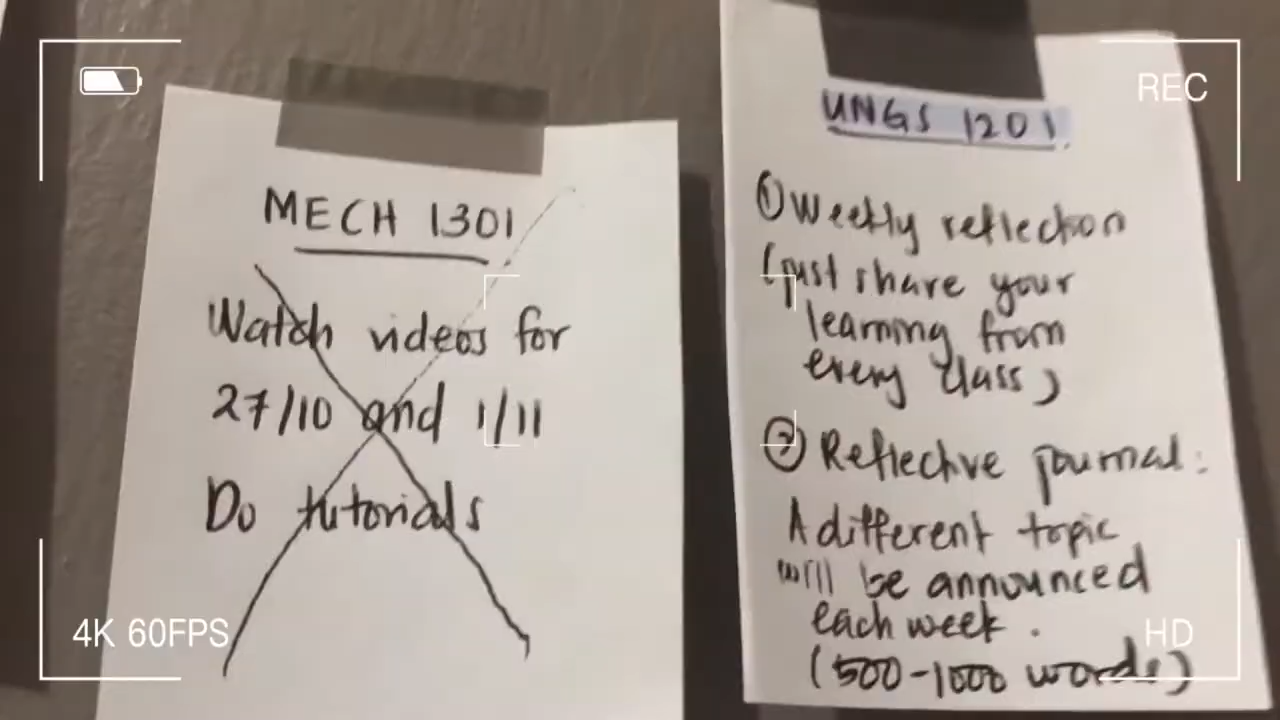 REC
MECH 1301
Watch videos for
27/10 and 1/11
Do tutorials
UNGS 1201.
① Weekly reflection
(just share your
learning from
every class)
② Reflective journal:
A different topic
will be announced
each week.
(500-1000 words)
4K 60FPS
HD